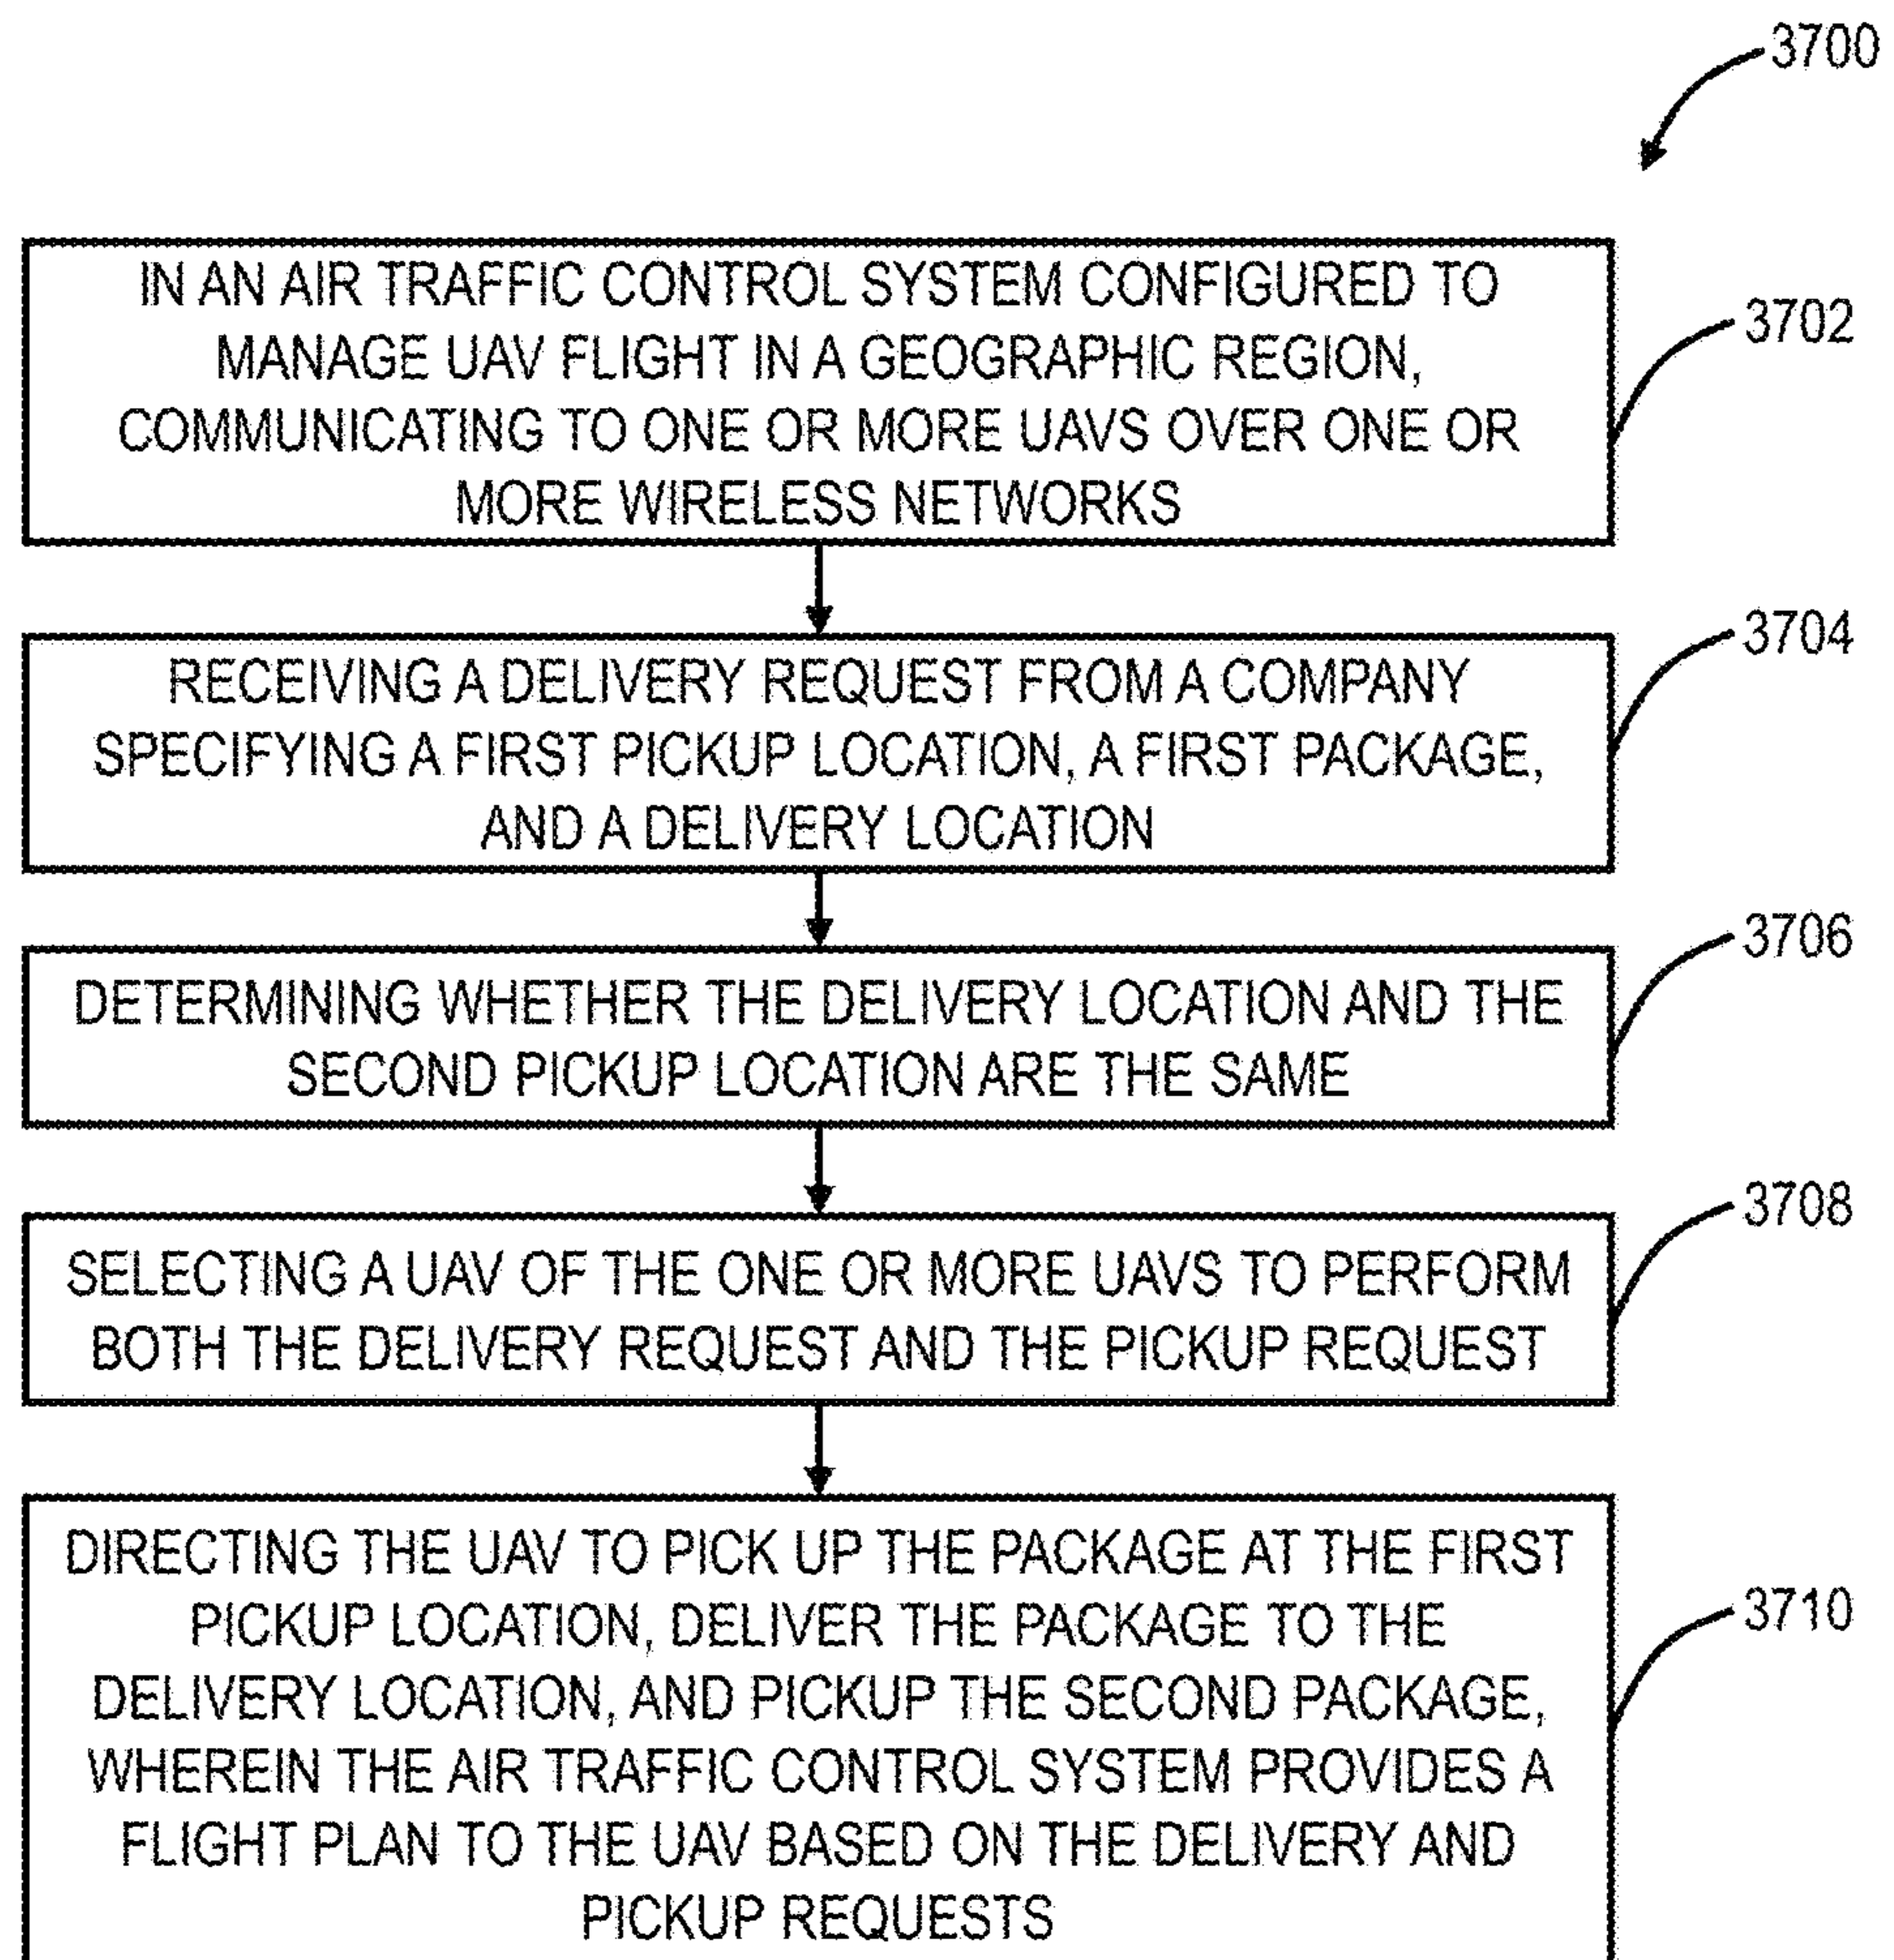 3700
IN AN AIR TRAFFIC CONTROL SYSTEM CONFIGURED TO
MANAGE UAV FLIGHT IN A GEOGRAPHIC REGION,
COMMUNICATING TO ONE OR MORE UAVS OVER ONE OR
MORE WIRELESS NETWORKS
3702
RECEIVING A DELIVERY REQUEST FROM A COMPANY
SPECIFYING A FIRST PICKUP LOCATION, A FIRST PACKAGE,
AND A DELIVERY LOCATION
3704
DETERMINING WHETHER THE DELIVERY LOCATION AND THE
SECOND PICKUP LOCATION ARE THE SAME
3706
SELECTING A UAV OF THE ONE OR MORE UAVS TO PERFORM
BOTH THE DELIVERY REQUEST AND THE PICKUP REQUEST
3708
DIRECTING THE UAV TO PICK UP THE PACKAGE AT THE FIRST
PICKUP LOCATION, DELIVER THE PACKAGE TO THE
DELIVERY LOCATION, AND PICKUP THE SECOND PACKAGE,
WHEREIN THE AIR TRAFFIC CONTROL SYSTEM PROVIDES A
FLIGHT PLAN TO THE UAV BASED ON THE DELIVERY AND
PICKUP REQUESTS
3710